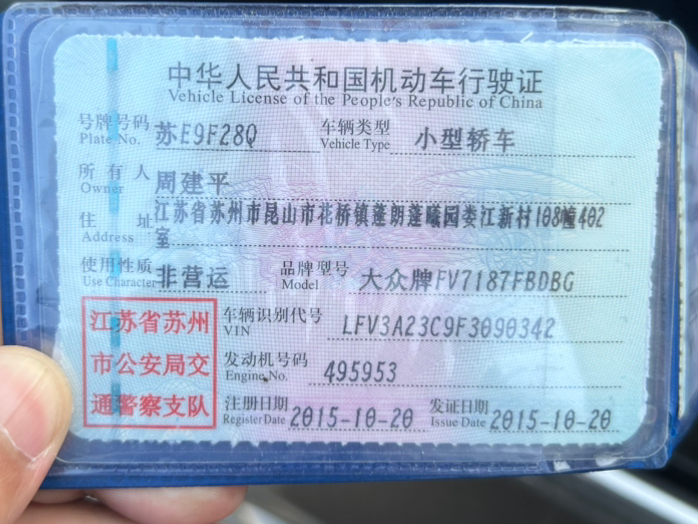 中华人民共和国机动车行驶证
Vehicle License of the People's Republic of China
号牌号码 苏E9F28Q 车辆类型 小型轿车
Plate No. Vehicle Type
所有人 周建平
Owner
住址 江苏省苏州市昆山市花桥镇蓬朗蓬曦园娄江新村108幢402
Address 室
使用性质 非营运 品牌型号 大众牌FV7187FBDBG
Use Character Model
江苏省苏州
市公安局交
通警察支队
车辆识别代号 LFV3A23C9F3090342
VIN
发动机号码 495953
Engine No.
注册日期 2015-10-20 发证日期 2015-10-20
Register Date Issue Date